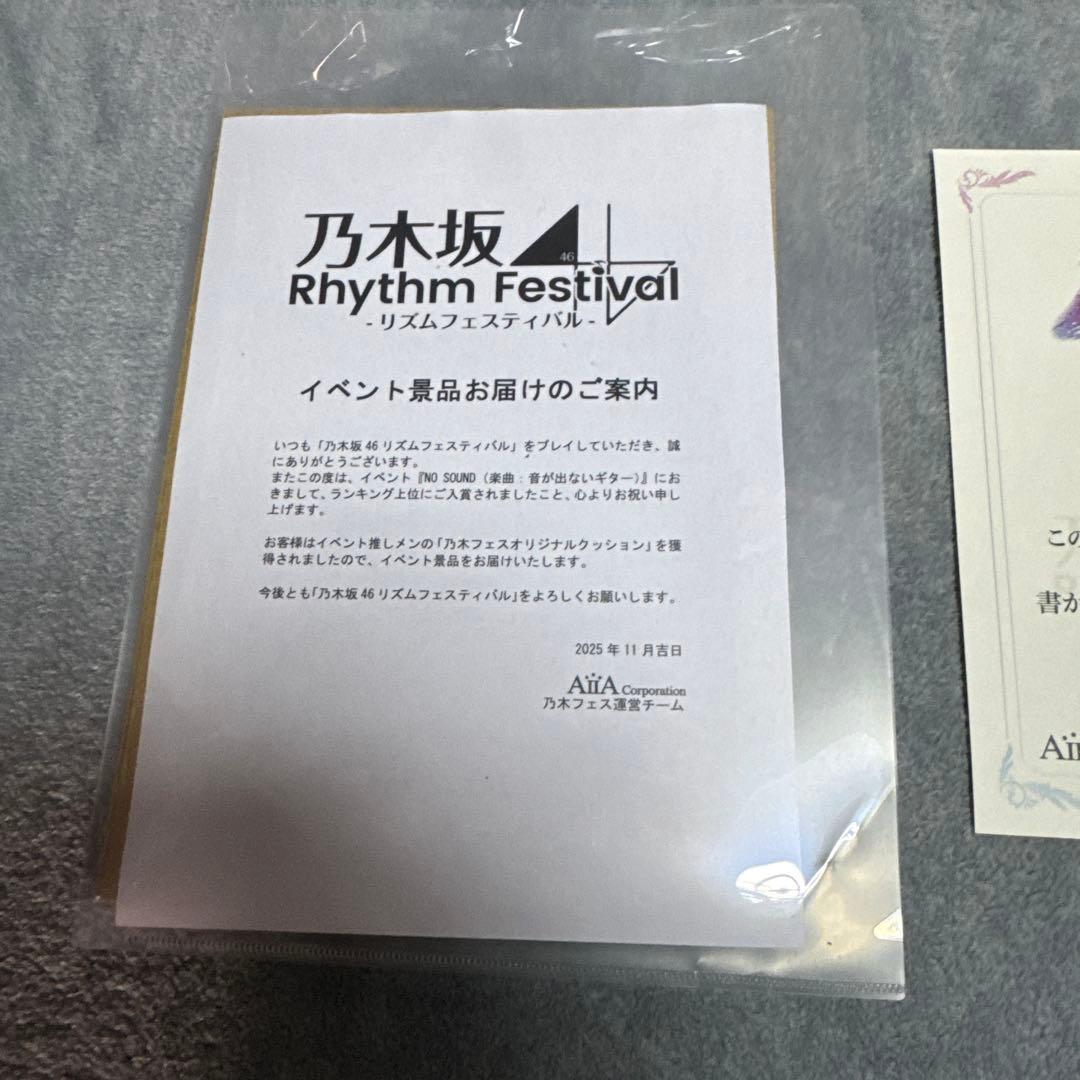 乃木坂46
Rhythm Festival
- リズムフェスティバル -
イベント景品お届けのご案内
いつも「乃木坂 46 リズムフェスティバル」をプレイしていただき、誠
にありがとうございます。
またこの度は、イベント『NO SOUND（楽曲：音が出ないギター）』にお
きまして、ランキング上位にご入賞されましたこと、心よりお祝い申し
上げます。
お客様はイベント推しメンの「乃木フェスオリジナルクッション」を獲
得されましたので、イベント景品をお届けいたします。
今後とも「乃木坂 46 リズムフェスティバル」をよろしくお願いします。
2025 年 11 月吉日
AiiA Corporation
乃木フェス運営チーム
この
書が
Aii